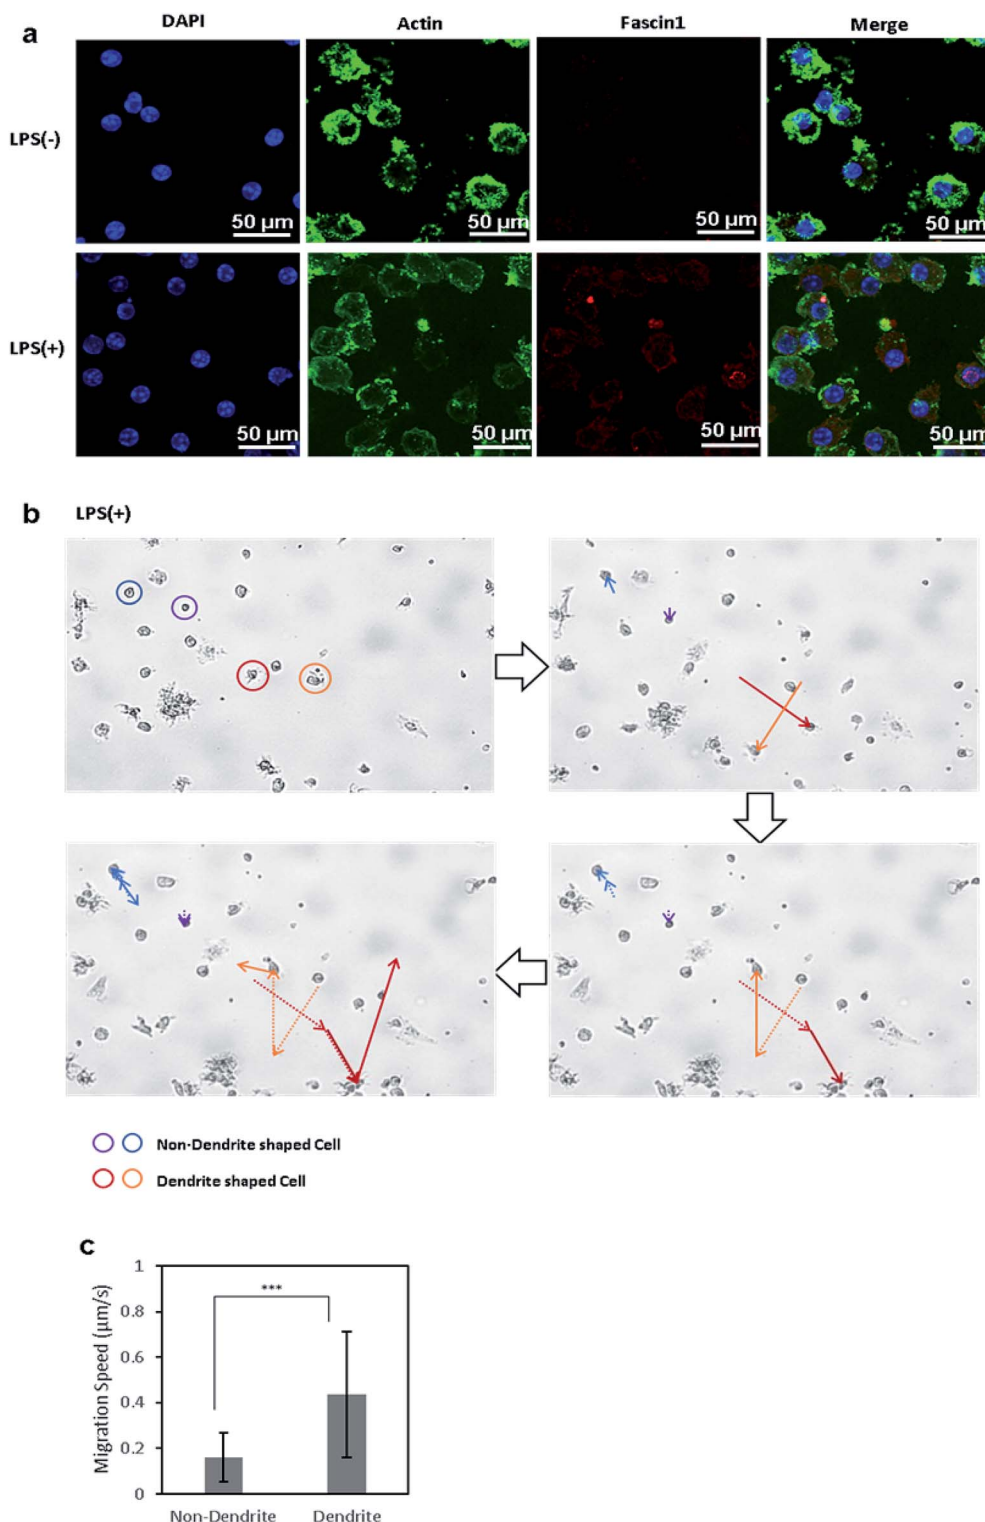 a
DAPI Actin Fascin1 Merge
LPS(-)
50 µm 50 µm 50 µm 50 µm
LPS(+)
50 µm 50 µm 50 µm 50 µm
b LPS(+)
Non-Dendrite shaped Cell
Dendrite shaped Cell
c
Migration Speed (µm/s)
1
0.8
0.6
0.4
0.2
0
***
Non-Dendrite Dendrite